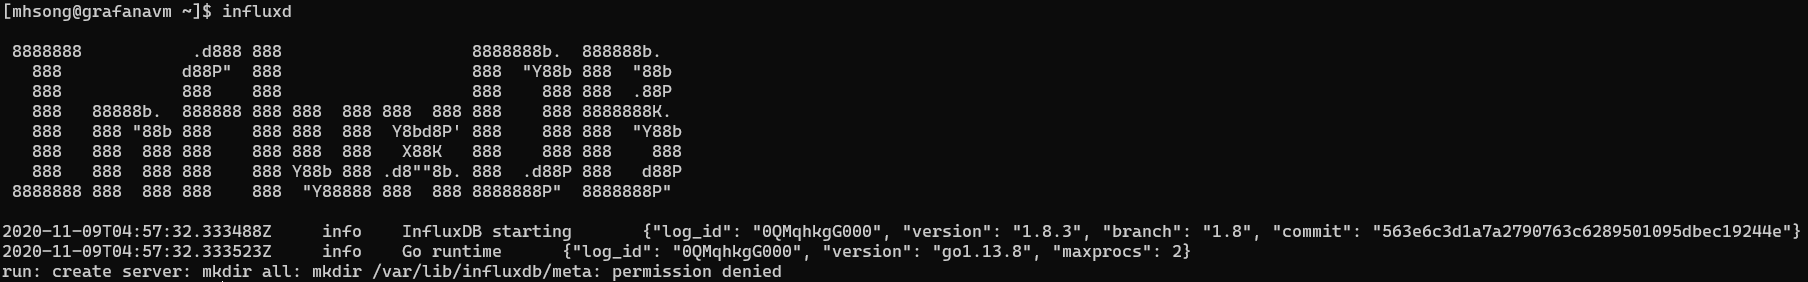 [mhsong@grafanavm ~]$ influxd
 8888888           .d888 888                   8888888b.  888888b.
   888            d88P"  888                   888  "Y88b 888  "88b
   888            888    888                   888    888 888  .88P
   888   88888b.  888888 888 888  888 888  888 888    888 8888888K.
   888   888 "88b 888    888 888  888  Y8bd8P' 888    888 888  "Y88b
   888   888  888 888    888 888  888   X88K   888    888 888    888
   888   888  888 888    888 Y88b 888 .d8""8b. 888  .d88P 888   d88P
 8888888 888  888 888    888  "Y88888 888  888 8888888P"  8888888P"
2020-11-09T04:57:32.333488Z     info    InfluxDB starting       {"log_id": "0QMqhkgG000", "version": "1.8.3", "branch": "1.8", "commit": "563e6c3d1a7a2790763c6289501095dbec19244e"}
2020-11-09T04:57:32.333523Z     info    Go runtime      {"log_id": "0QMqhkgG000", "version": "go1.13.8", "maxprocs": 2}
run: create server: mkdir all: mkdir /var/lib/influxdb/meta: permission denied